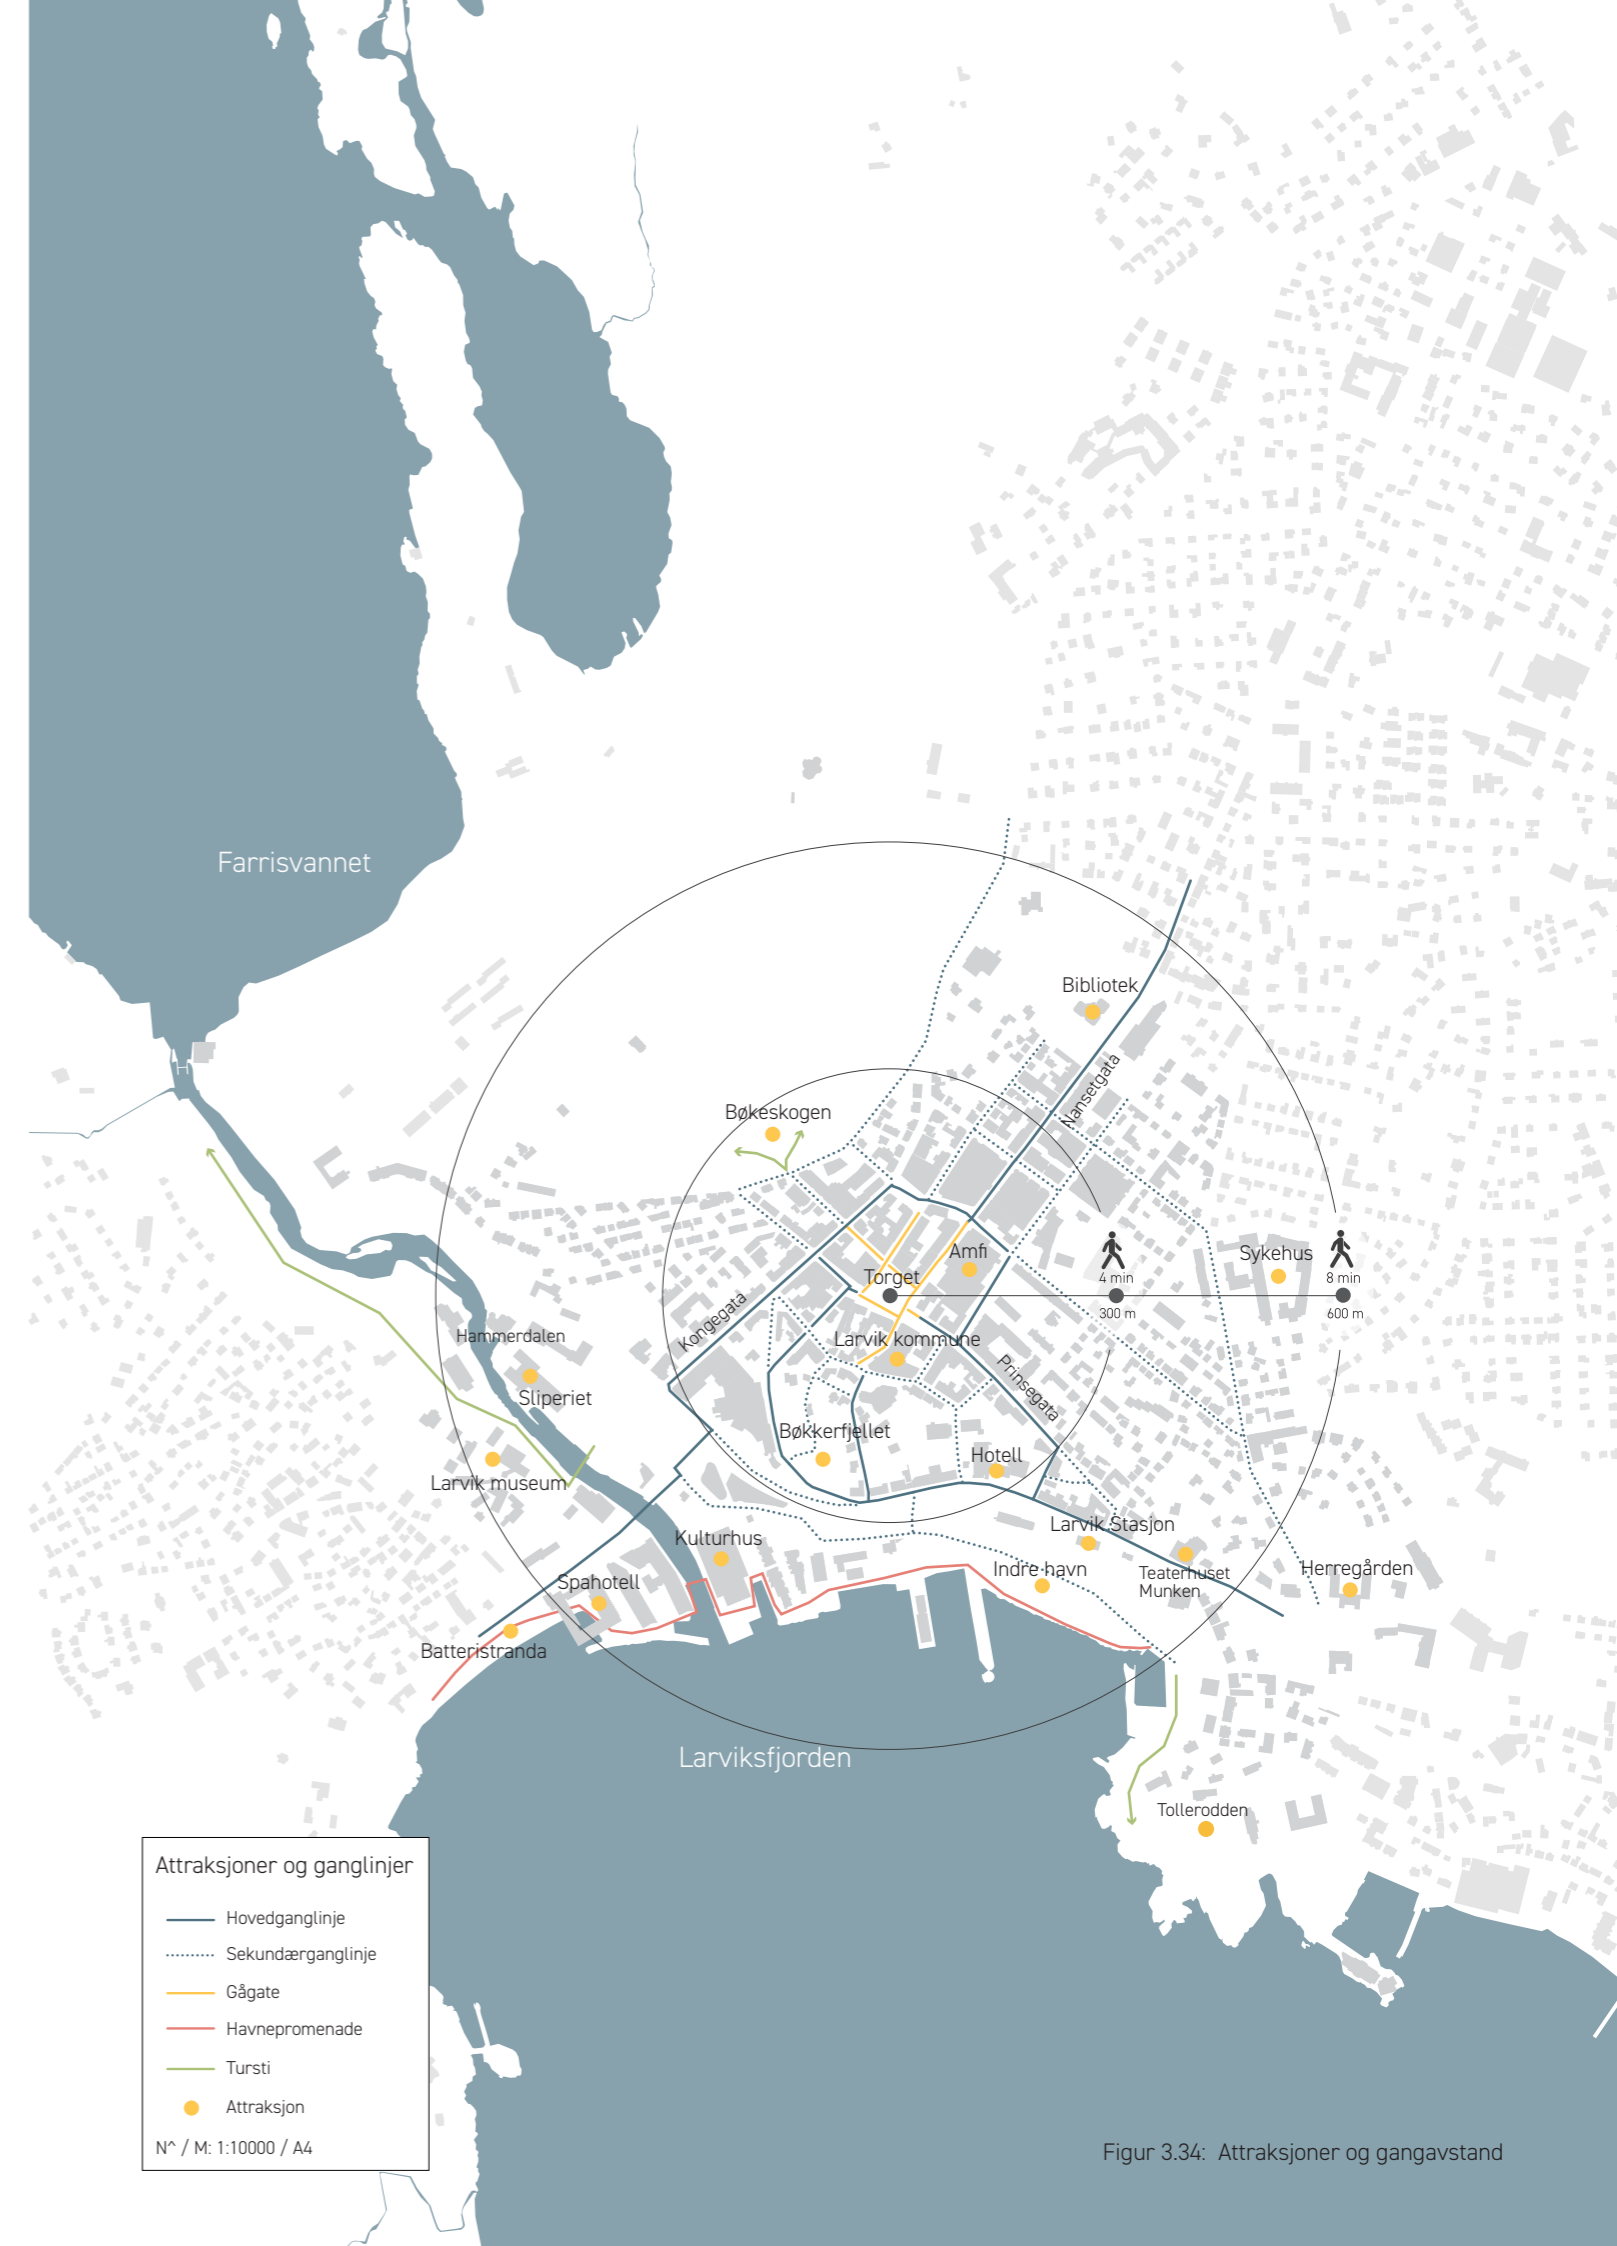 Farrisvannet
Bibliotek
Nansetgata
Bøkeskogen
Amfi
Sykehus
Torget
4 min
8 min
300 m
600 m
Kongegata
Hammerdalen
Larvik kommune
Sliperiet
Prinsegata
Bøkkerfjellet
Hotell
Larvik museum
Larvik Stasjon
Kulturhus
Indre havn
Teaterhuset
Munken
Herregården
Spahotell
Batteristranda
Larviksfjorden
Tollerodden
Attraksjoner og ganglinjer
Hovedganglinje
Sekundærganglinje
Gågate
Havnepromenade
Tursti
Attraksjon
N^ / M: 1:10000 / A4
Figur 3.34: Attraksjoner og gangavstand